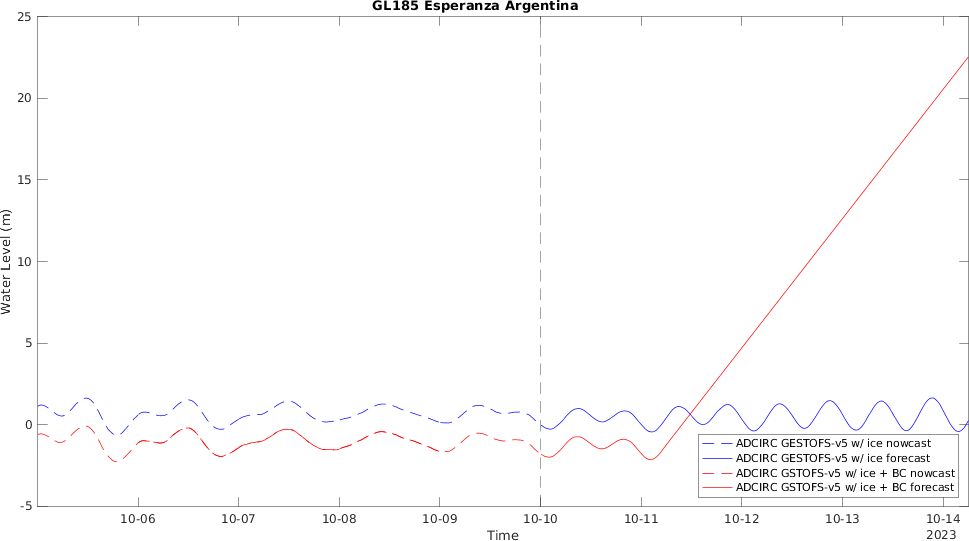 GL185 Esperanza Argentina
25
20
15
10
5
0
-5
Water Level (m)
10-06
10-07
10-08
10-09
10-10
10-11
10-12
10-13
10-14
Time
2023
ADCIRC GESTOFS-v5 w/ ice nowcast
ADCIRC GESTOFS-v5 w/ ice forecast
ADCIRC GSTOFS-v5 w/ ice + BC nowcast
ADCIRC GSTOFS-v5 w/ ice + BC forecast